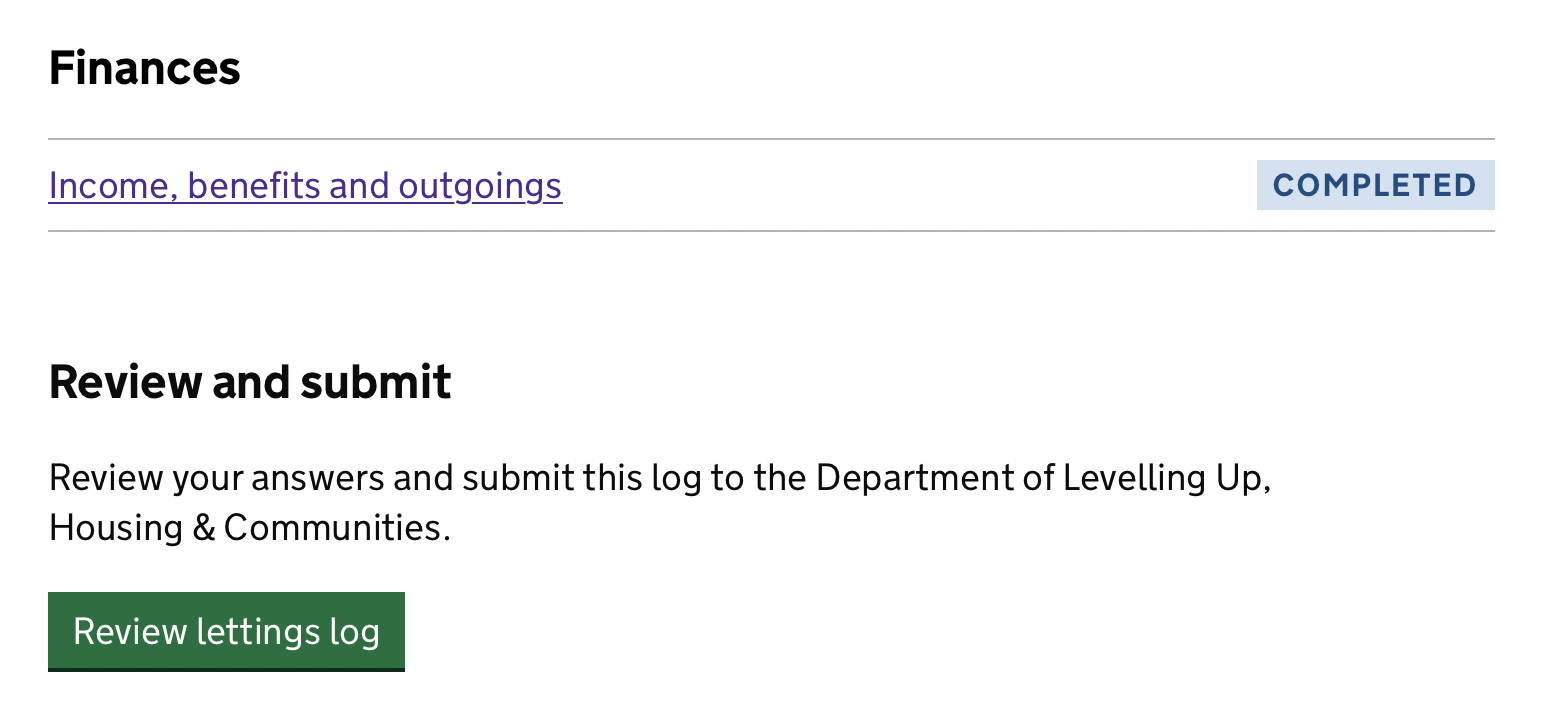 Finances
Income, benefits and outgoings COMPLETED
Review and submit
Review your answers and submit this log to the Department of Levelling Up,
Housing & Communities.
Review lettings log